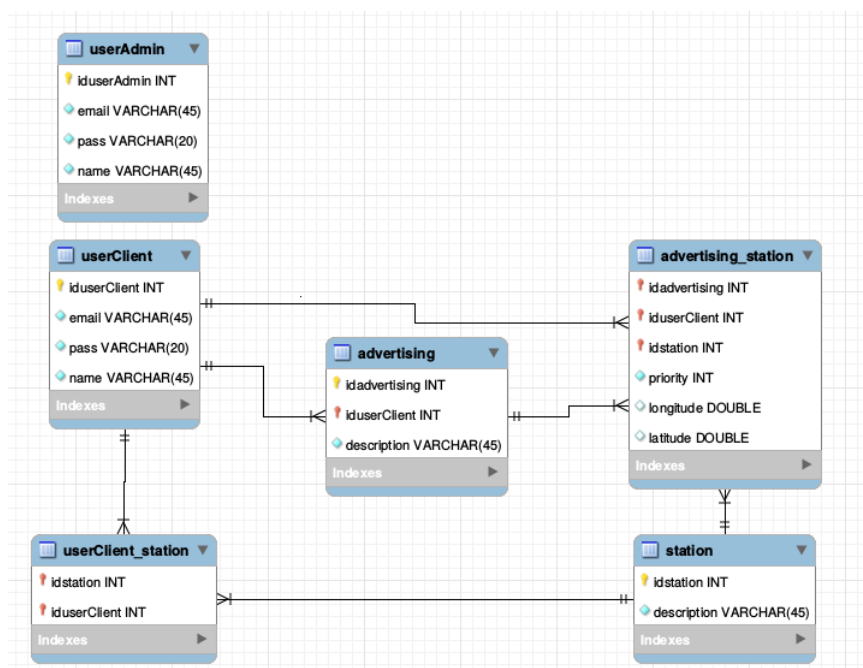 userAdmin
iduserAdmin INT
email VARCHAR(45)
pass VARCHAR(20)
name VARCHAR(45)
Indexes
userClient
iduserClient INT
email VARCHAR(45)
pass VARCHAR(20)
name VARCHAR(45)
Indexes
advertising
idadvertising INT
iduserClient INT
description VARCHAR(45)
Indexes
advertising_station
idadvertising INT
iduserClient INT
idstation INT
priority INT
longitude DOUBLE
latitude DOUBLE
Indexes
userClient_station
idstation INT
iduserClient INT
Indexes
station
idstation INT
description VARCHAR(45)
Indexes